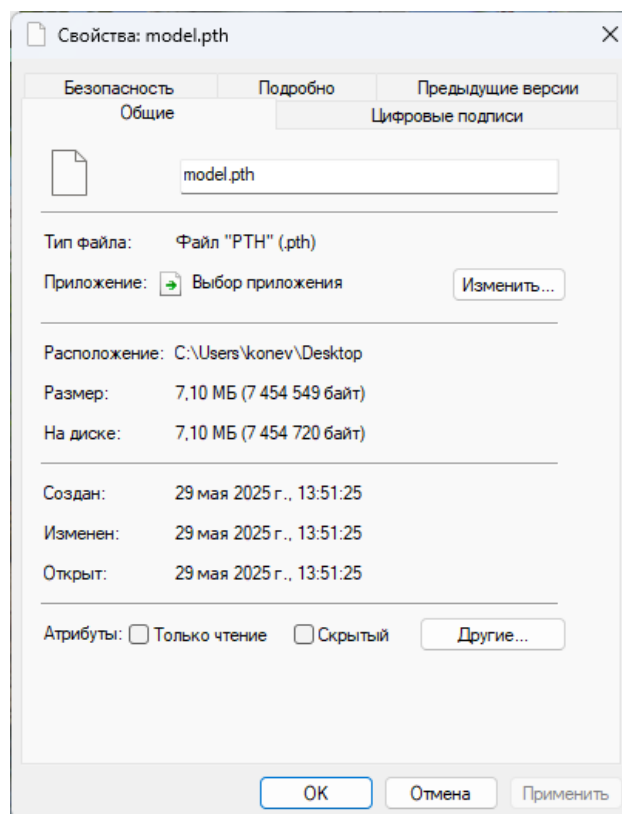 Свойства: model.pth
Безопасность Подробно Предыдущие версии
Общие Цифровые подписи
model.pth
Тип файла: Файл "PTH" (.pth)
Приложение: Выбор приложения Изменить...
Расположение: C:\Users\konev\Desktop
Размер: 7,10 МБ (7 454 549 байт)
На диске: 7,10 МБ (7 454 720 байт)
Создан: 29 мая 2025 г., 13:51:25
Изменен: 29 мая 2025 г., 13:51:25
Открыт: 29 мая 2025 г., 13:51:25
Атрибуты: Только чтение Скрытый Другие...
OK Отмена Применить